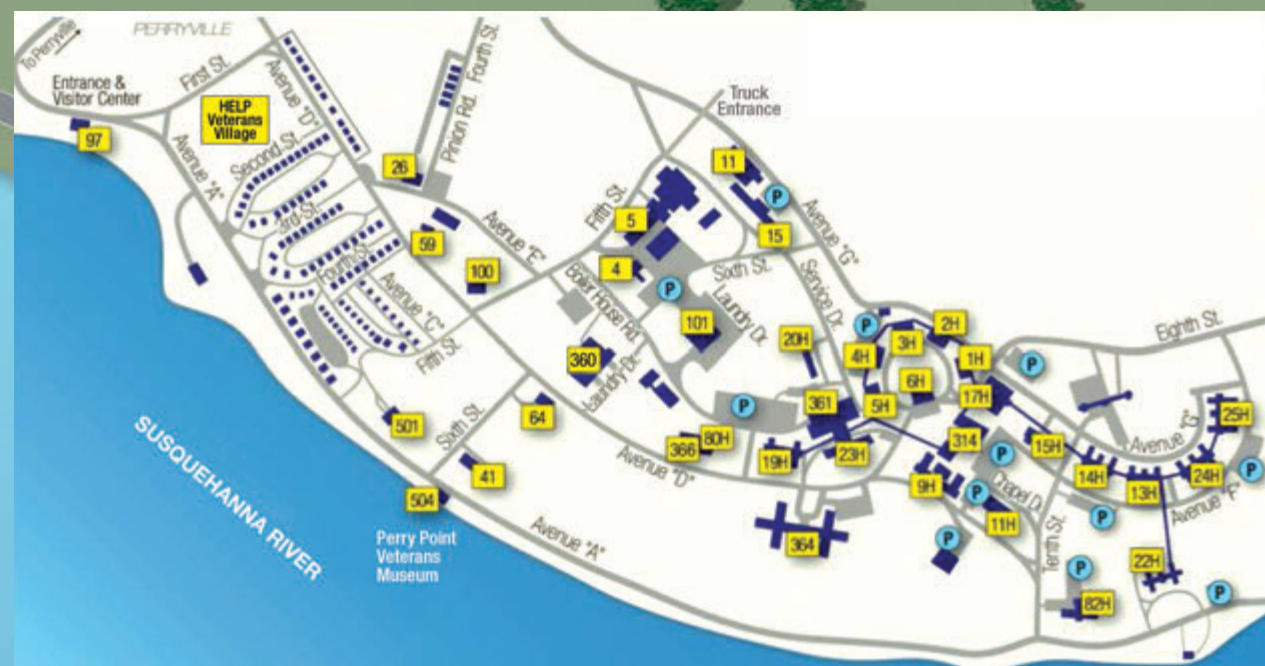 PERRYVILLE
To Perryville
Entrance &
Visitor Center
97
First St.
HELP
Veterans
Village
Avenue "D"
Avenue "A"
Second St.
3rd St.
Fourth St.
Avenue "C"
Fifth St.
26
Pinion Rd.
Fourth St.
59
100
Avenue "E"
Fifth St.
Truck
Entrance
11
P
5
15
Avenue "G"
4
P
Sixth St.
Service Dr.
Boiler House Rd.
Laundry Dr.
101
360
Laundry Dr.
20H
P
2H
3H
4H
1H
6H
5H
17H
P
Eighth St.
361
P
501
Sixth St.
64
366
80H
19H
23H
314
15H
25H
Avenue "G"
P
14H
13H
24H
P
Avenue "F"
41
504
Avenue "D"
9H
P
Chapel Dr.
11H
P
SUSQUEHANNA RIVER
Perry Point
Veterans
Museum
Avenue "A"
364
P
Tenth St.
P
22H
82H
P